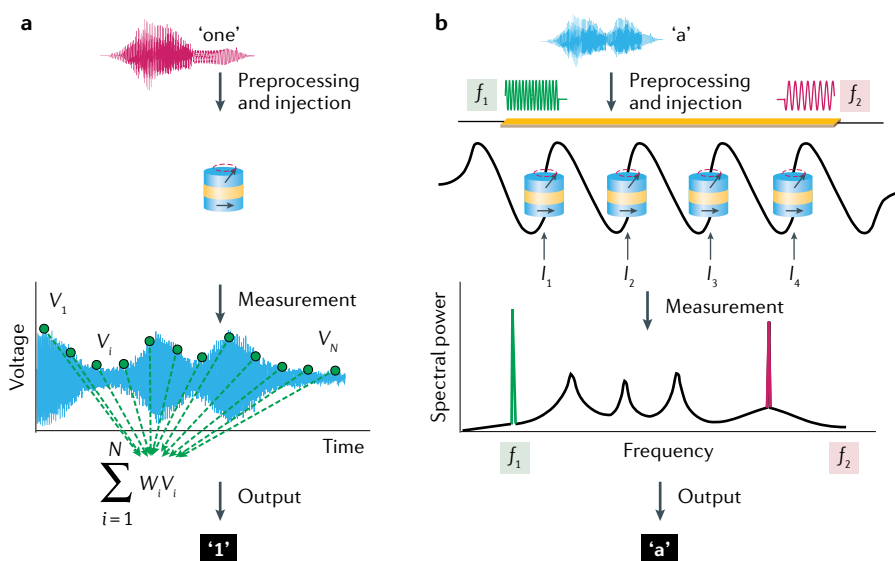 a
'one'
Preprocessing
and injection
Measurement
V1
Vi
VN
Voltage
Time
N
∑ WiVi
i = 1
Output
'1'
b
'a'
f1
Preprocessing
and injection
f2
I1
I2
I3
I4
Measurement
Spectral power
f1
Frequency
f2
Output
'a'